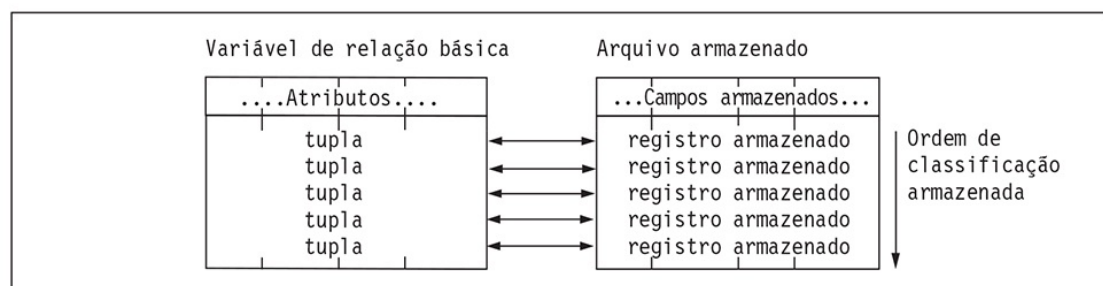 Variável de relação básica
Arquivo armazenado
....Atributos....
...Campos armazenados...
tupla
registro armazenado
tupla
registro armazenado
tupla
registro armazenado
tupla
registro armazenado
tupla
registro armazenado
Ordem de
classificação
armazenada